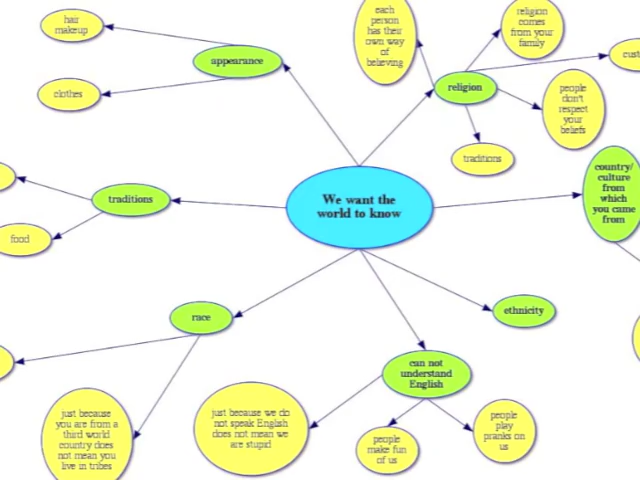 hair
makeup
appearance
clothes
each
person
has their
own way
of
believing
religion
comes
from your
family
religion
people
don't
respect
your
beliefs
traditions
country/
culture
from
which
you came
from
We want the
world to know
traditions
food
race
just because
you are from a
third world
country does
not mean you
live in tribes
ethnicity
can not
understand
English
just because we do
not speak English
does not mean we
are stupid
people
make fun
of us
people
play
pranks on
us